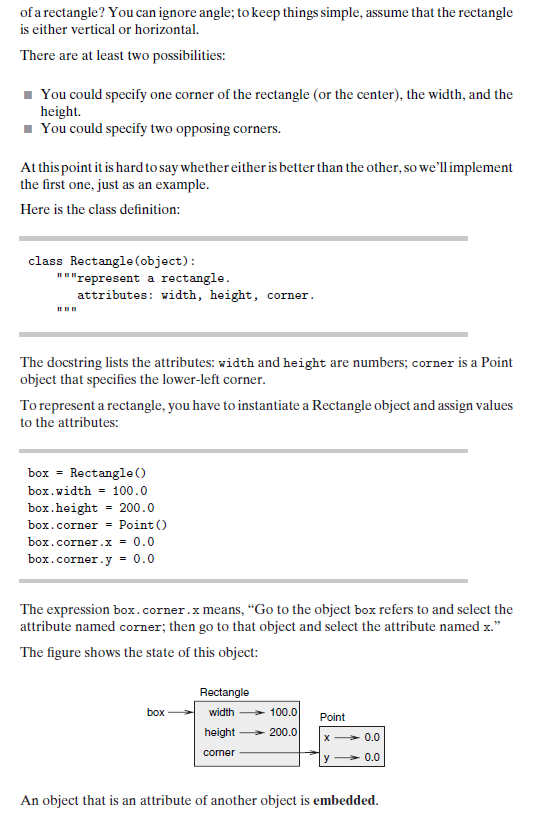 of a rectangle? You can ignore angle; to keep things simple, assume that the rectangle
is either vertical or horizontal.
There are at least two possibilities:
■ You could specify one corner of the rectangle (or the center), the width, and the
height.
■ You could specify two opposing corners.
At this point it is hard to say whether either is better than the other, so we’ll implement
the first one, just as an example.
Here is the class definition:
class Rectangle(object):
    """represent a rectangle.
       attributes: width, height, corner.
    """
The docstring lists the attributes: width and height are numbers; corner is a Point
object that specifies the lower-left corner.
To represent a rectangle, you have to instantiate a Rectangle object and assign values
to the attributes:
box = Rectangle()
box.width = 100.0
box.height = 200.0
box.corner = Point()
box.corner.x = 0.0
box.corner.y = 0.0
The expression box.corner.x means, “Go to the object box refers to and select the
attribute named corner; then go to that object and select the attribute named x.”
The figure shows the state of this object:
Rectangle
box width 100.0
height 200.0
corner
Point
x 0.0
y 0.0
An object that is an attribute of another object is embedded.